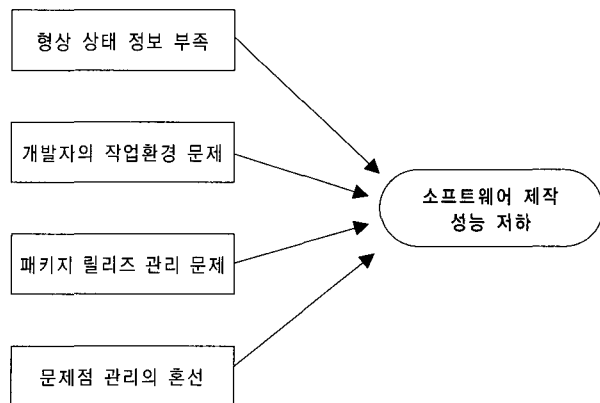 형상 상태 정보 부족
개발자의 작업환경 문제
소프트웨어 제작
성능 저하
패키지 릴리즈 관리 문제
문제점 관리의 혼선